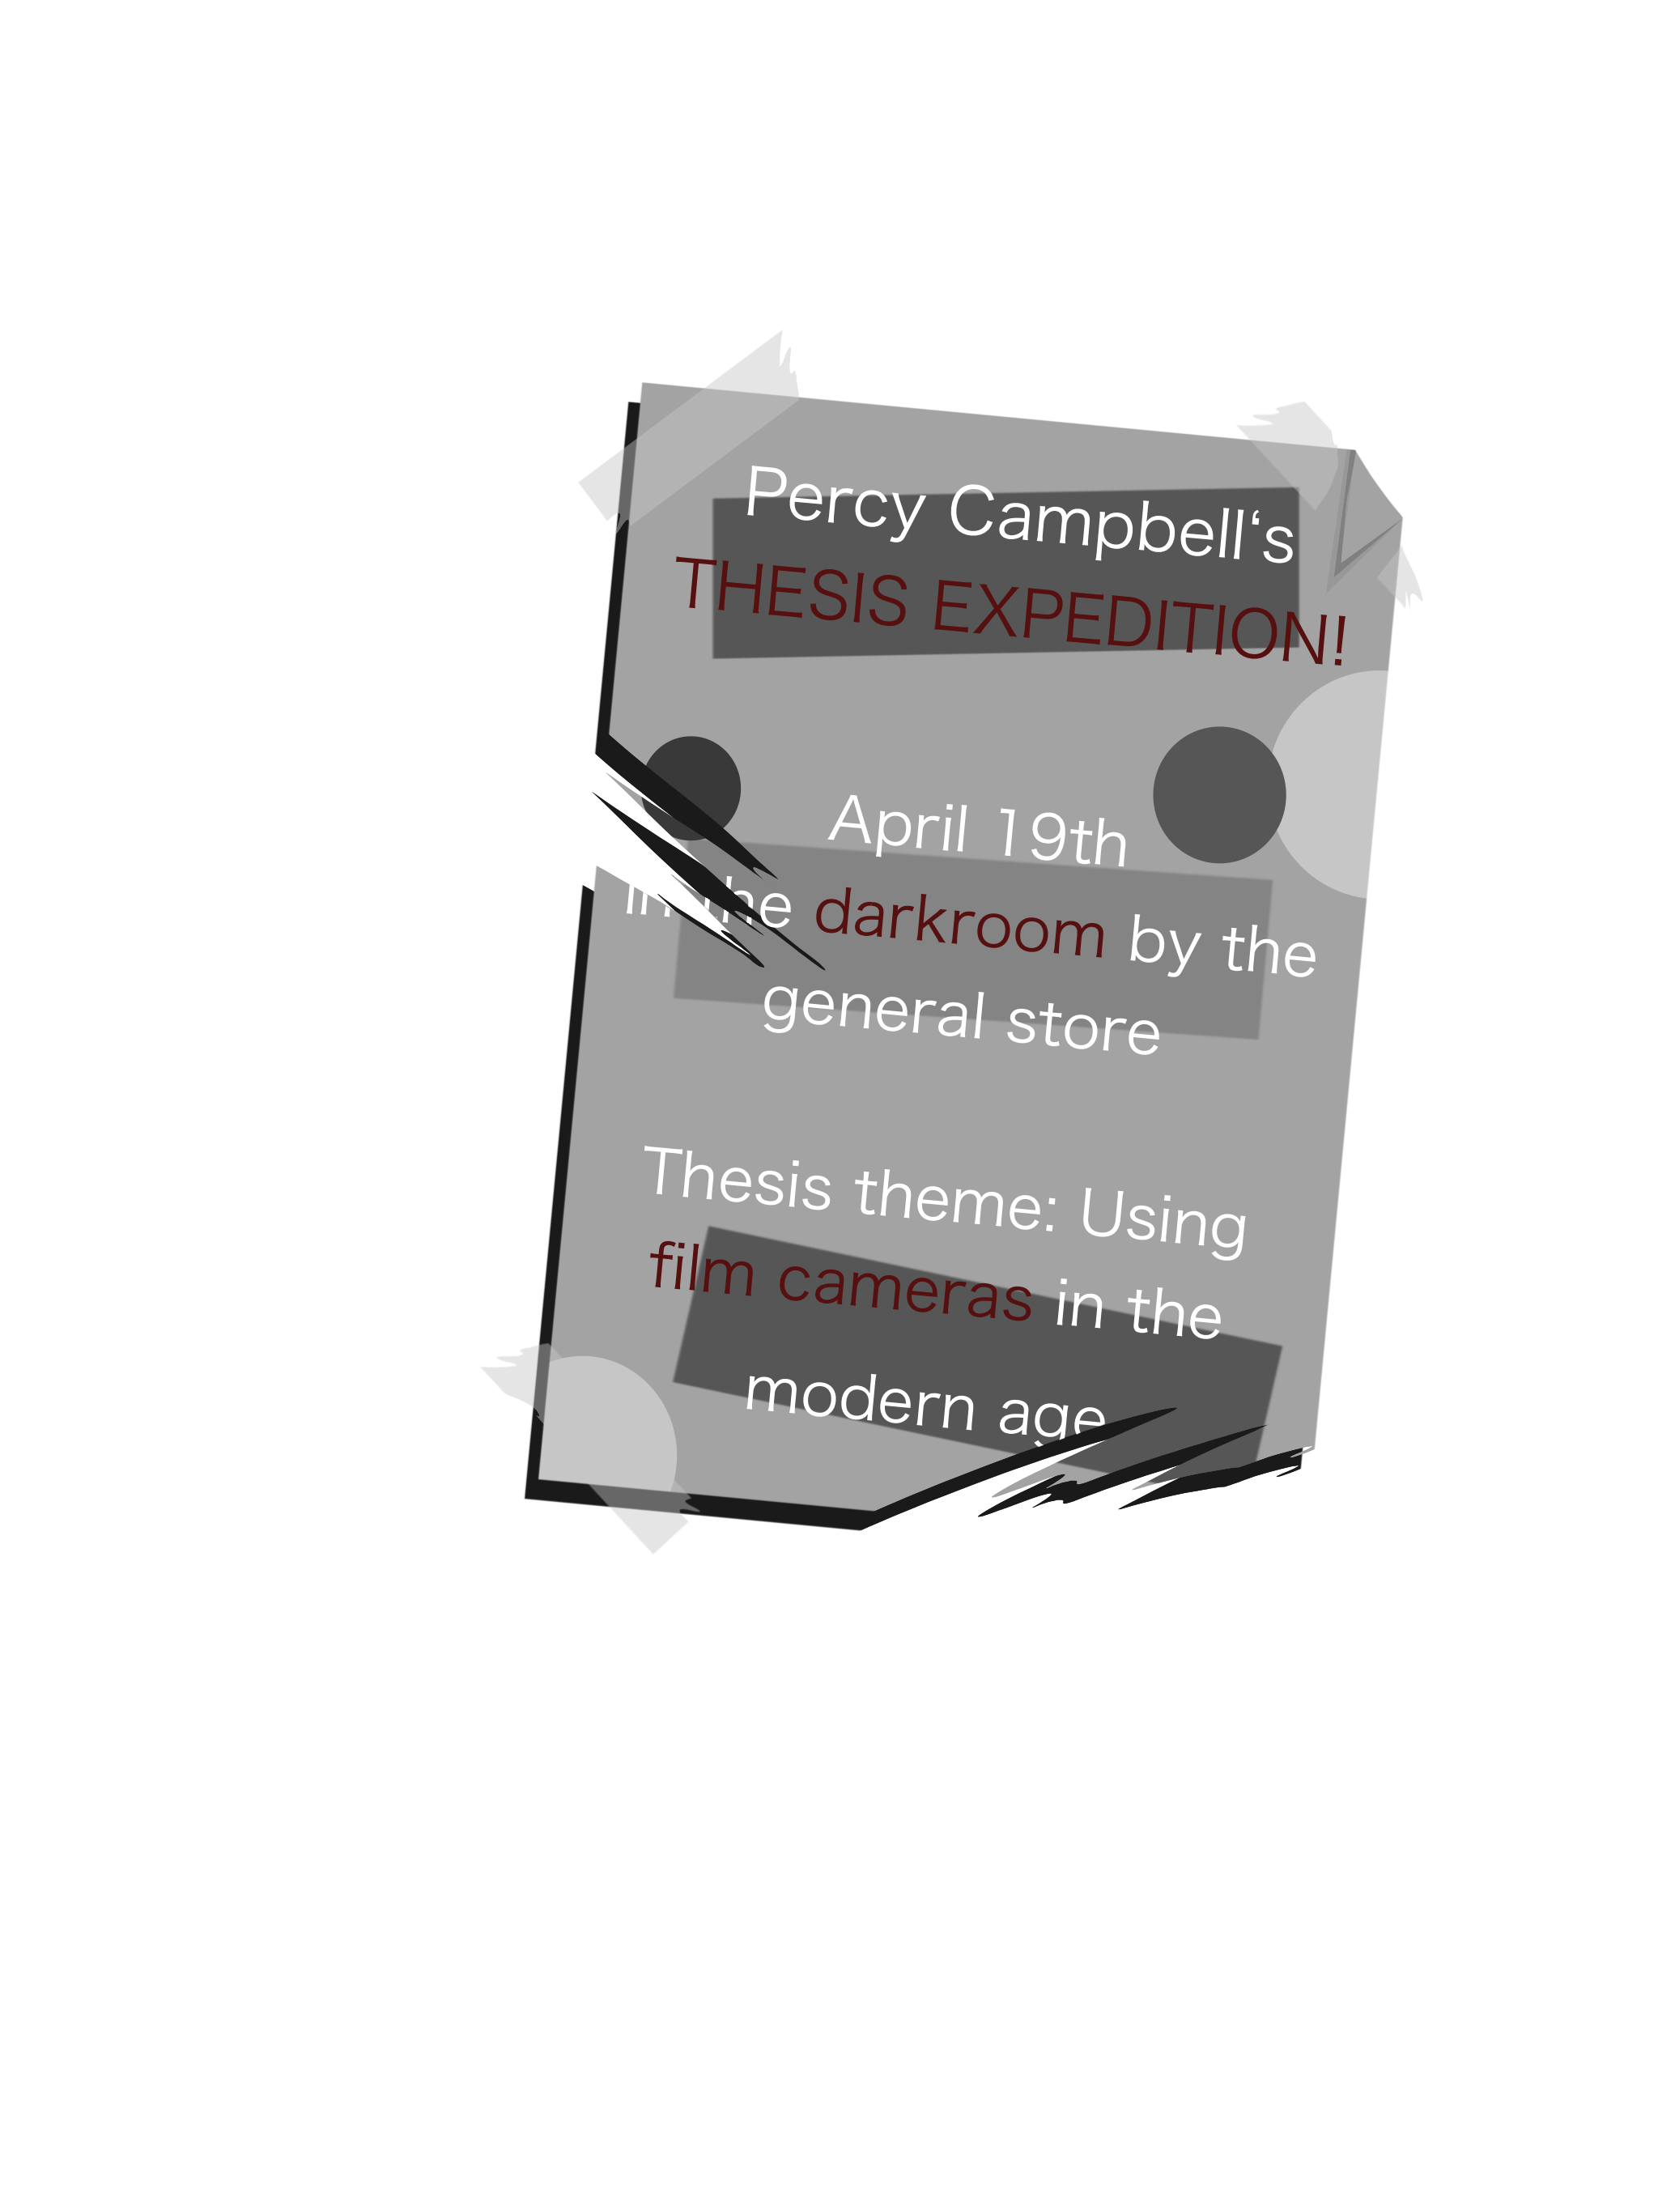 Percy Campbell‘s
THESIS EXPEDITION!
April 19th
in the darkroom by the
general store
Thesis theme: Using
film cameras in the
modern age